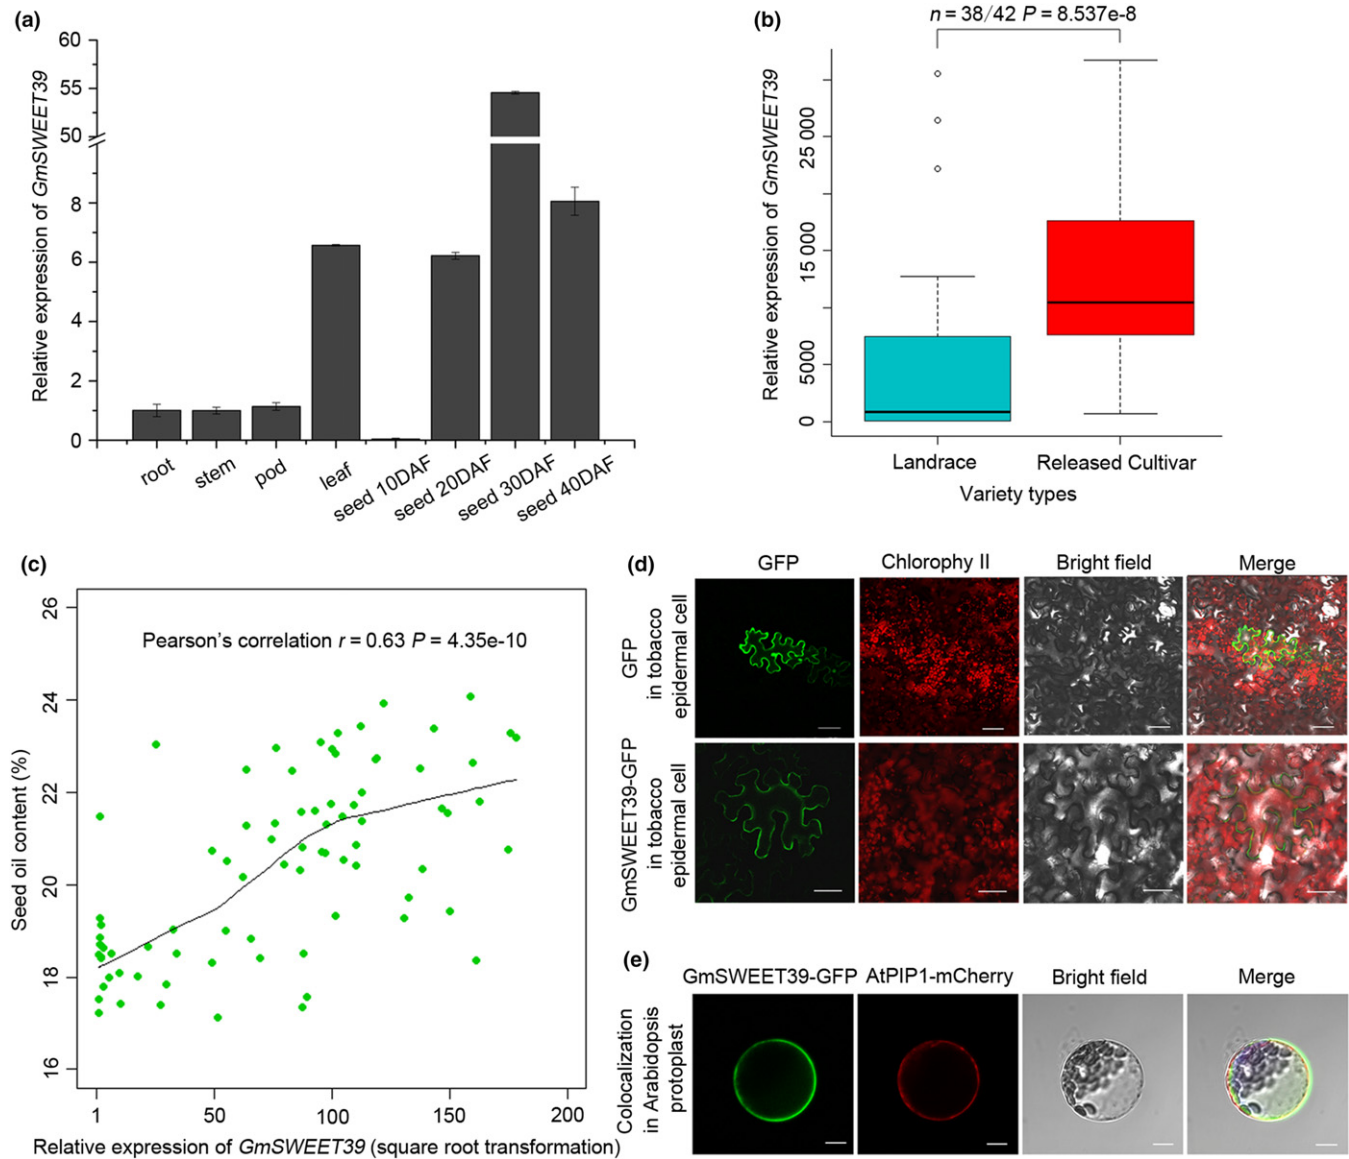 (a)
Relative expression of GmSWEET39
60
55
50
8
6
4
2
0
root
stem
pod
leaf
seed 10DAF
seed 20DAF
seed 30DAF
seed 40DAF
(b)
n = 38/42 P = 8.537e-8
Relative expression of GmSWEET39
25 000
15 000
5000
0
Landrace
Released Cultivar
Variety types
(c)
Pearson's correlation r = 0.63 P = 4.35e-10
Seed oil content (%)
26
24
22
20
18
16
1
50
100
150
200
Relative expression of GmSWEET39 (square root transformation)
(d)
GFP
Chlorophy II
Bright field
Merge
GFP
in tobacco
epidermal cell
GmSWEET39-GFP
in tobacco
epidermal cell
(e)
GmSWEET39-GFP
AtPIP1-mCherry
Bright field
Merge
Colocalization
in Arabidopsis
protoplast